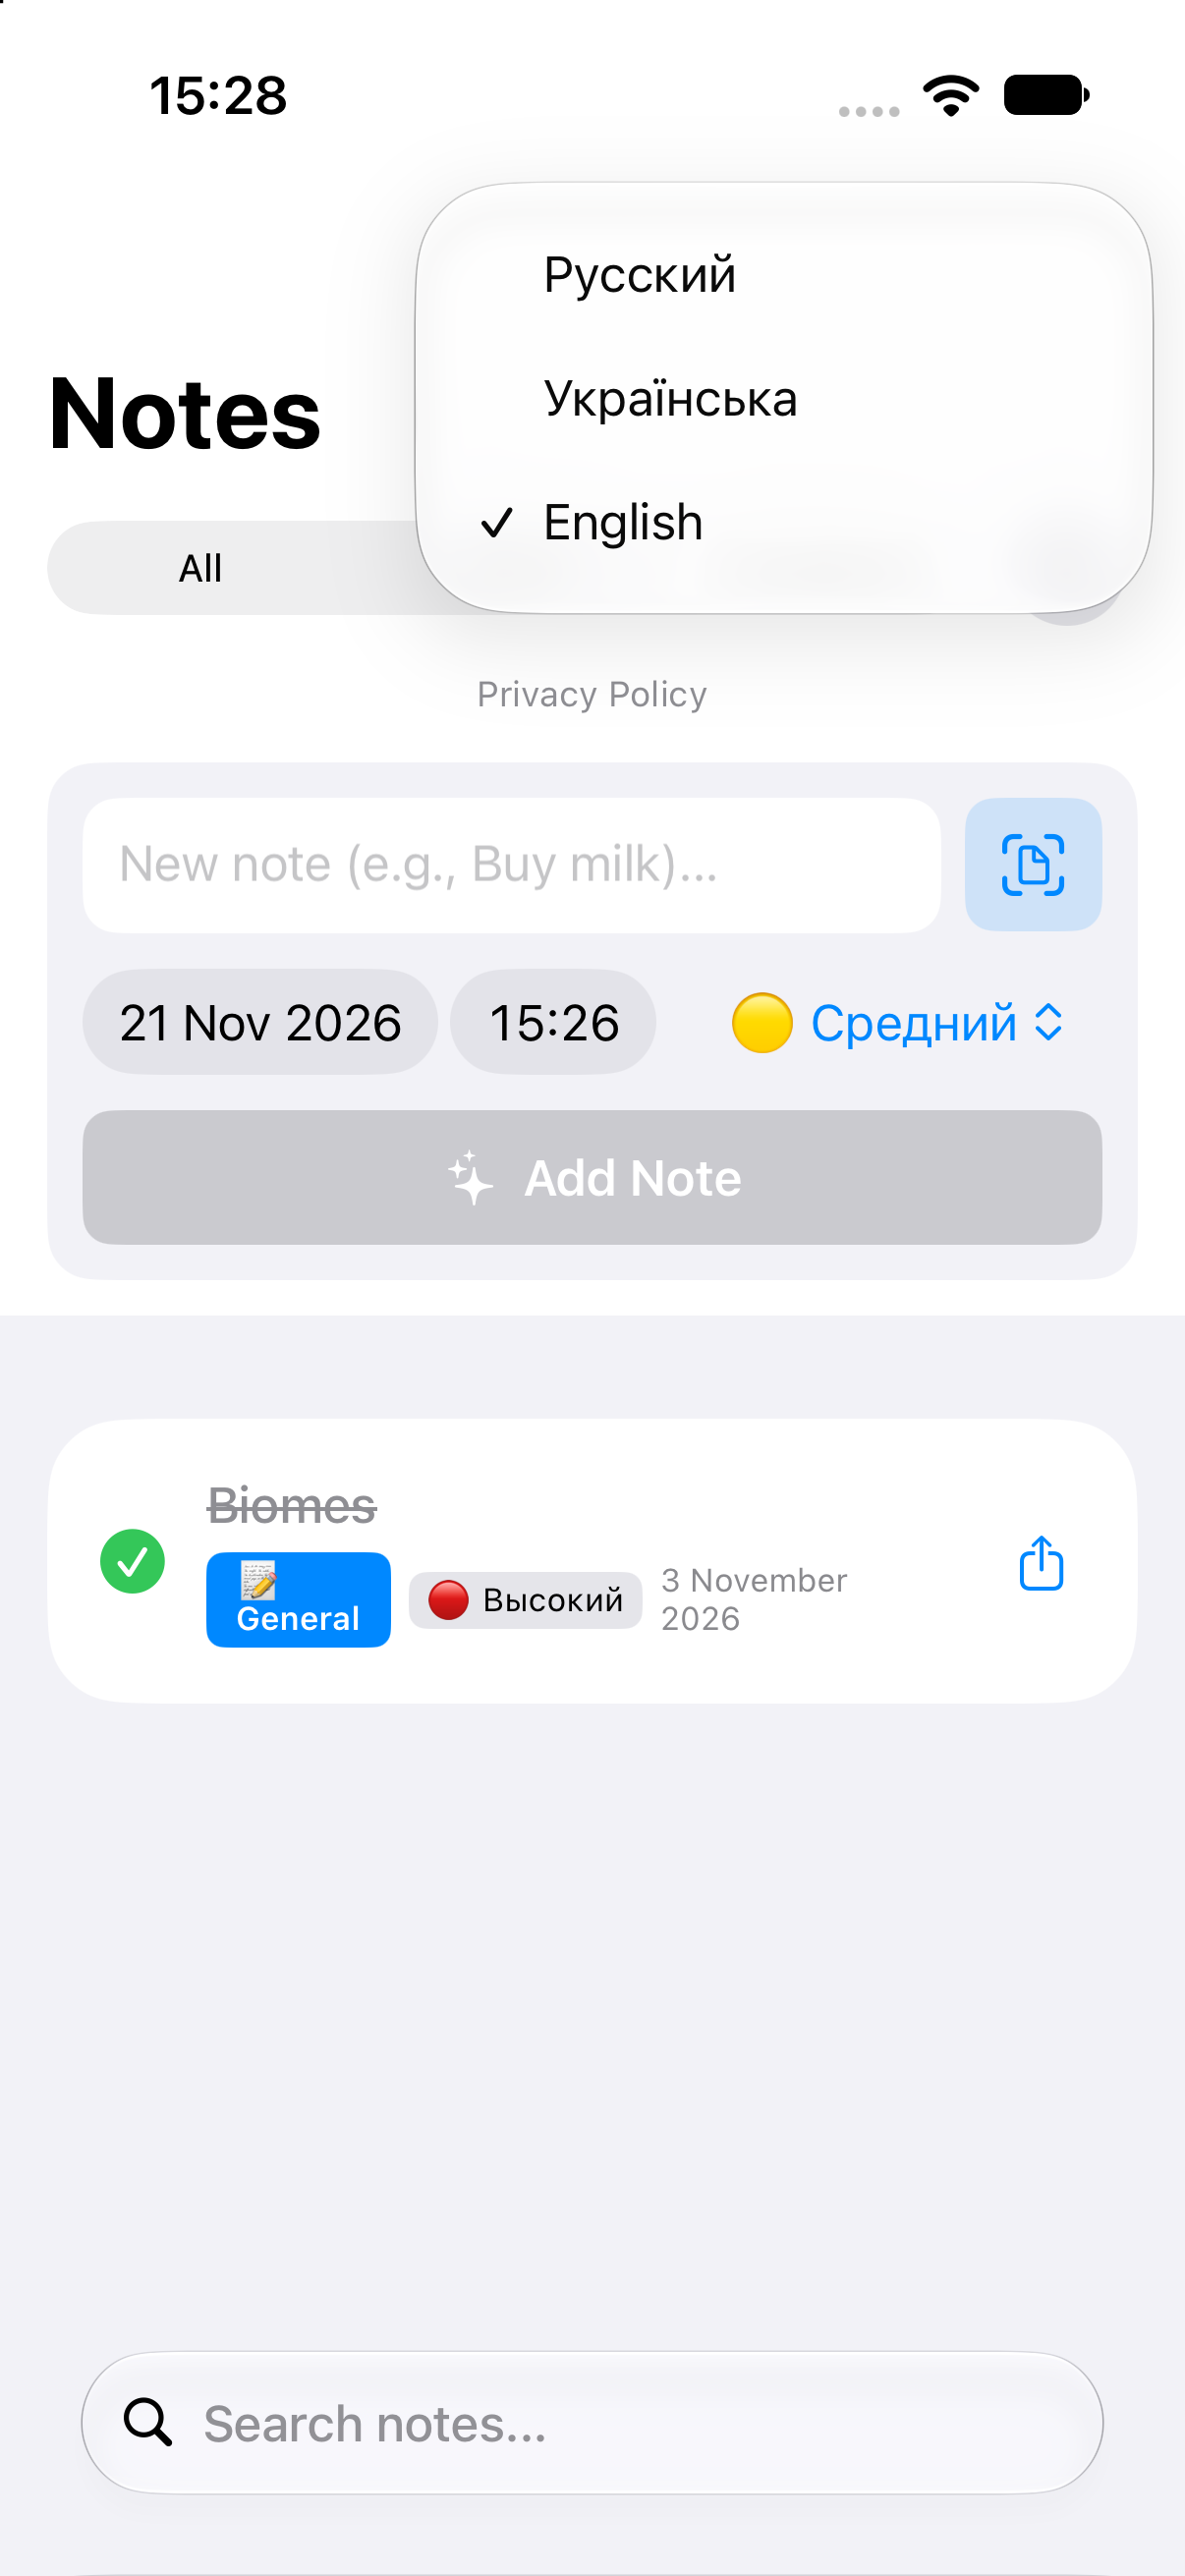 15:28
Русский
Українська
English
Notes
All
Privacy Policy
New note (e.g., Buy milk)...
21 Nov 2026
15:26
Средний
Add Note
Biomes
General
Высокий
3 November
2026
Search notes...